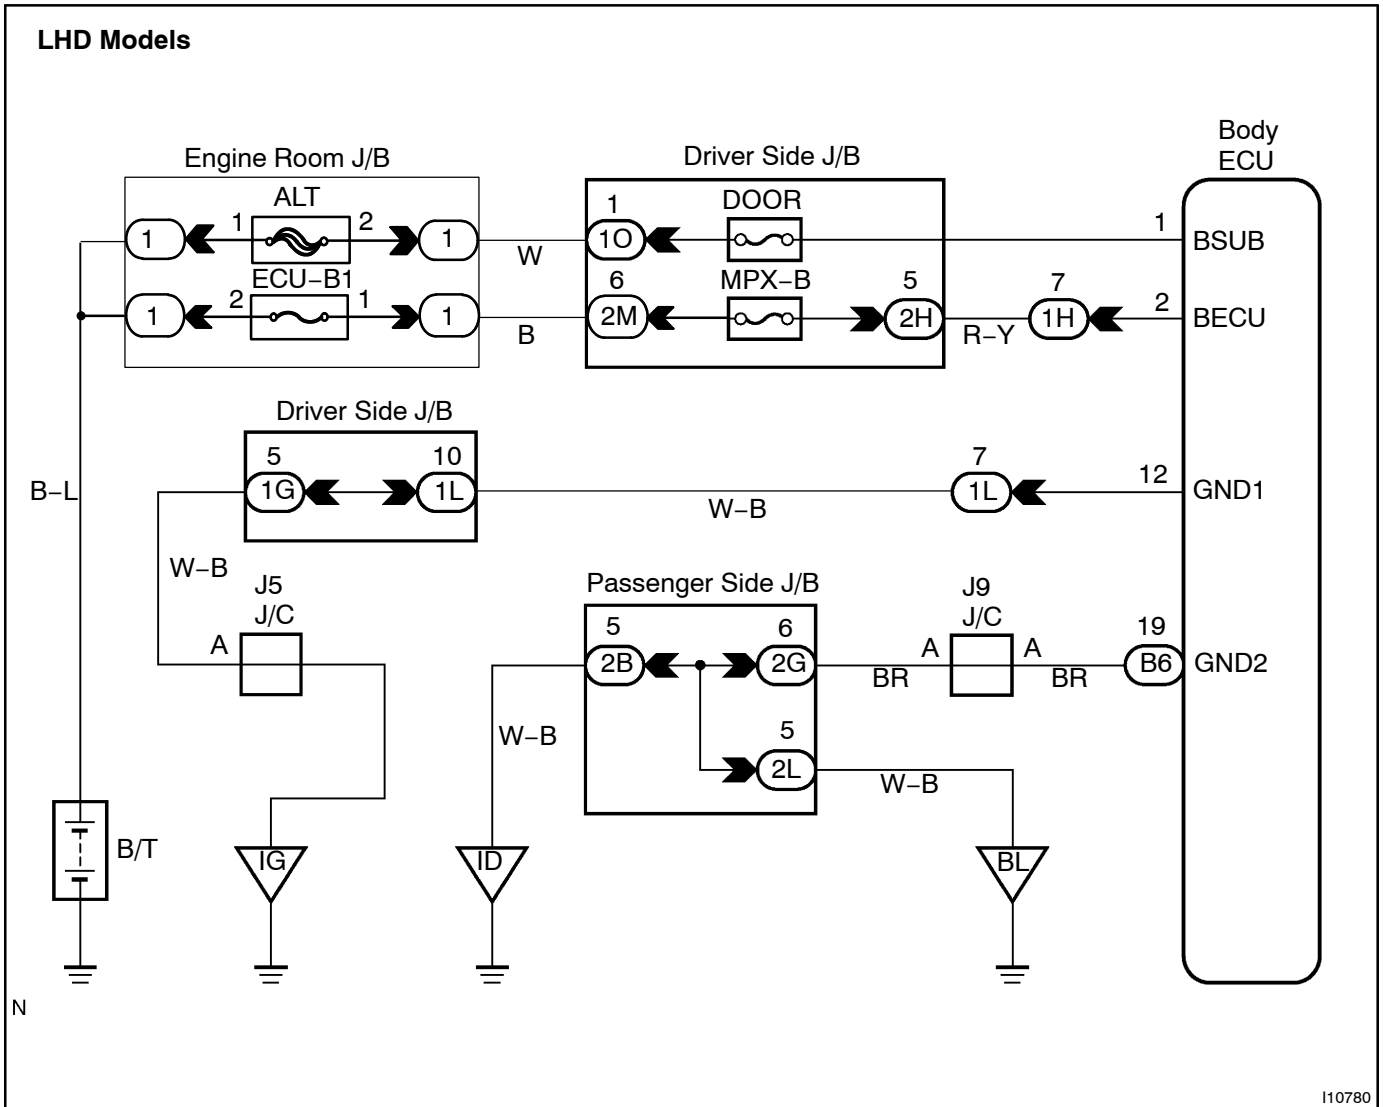 LHD Models
Body
ECU
Engine Room J/B
Driver Side J/B
ALT
DOOR
1
1 1 2 1
W
1O
1
BSUB
ECU−B1
MPX−B
6
5
7
1 2 1 1
B
2M
2H
R−Y
1H
2
BECU
Driver Side J/B
5
10
7
B−L
1G
1L
W−B
1L
12
GND1
W−B
J5
J/C
A
Passenger Side J/B
J9
J/C
5
6
19
2B
2G
BR
A
A
BR
B6
GND2
W−B
5
2L
W−B
B/T
IG
ID
BL
N
I10780